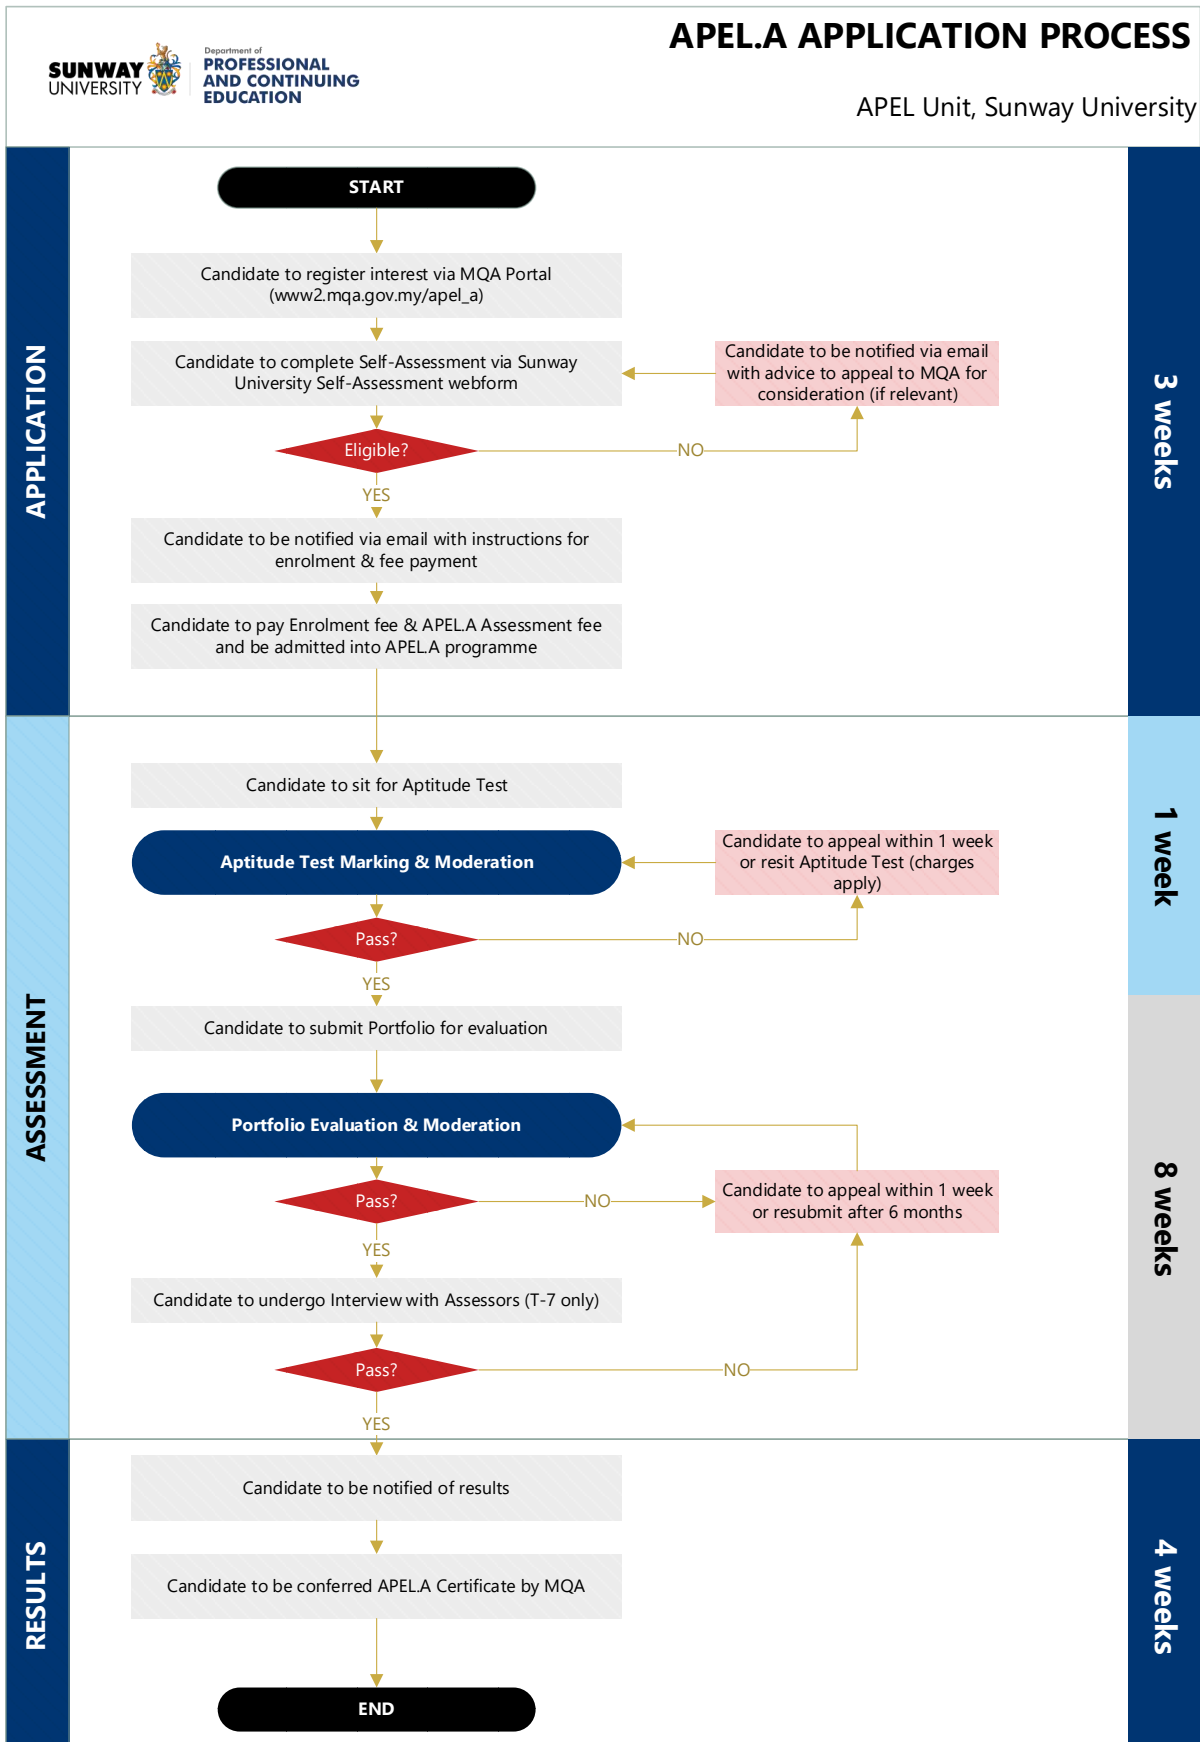 SUNWAY
UNIVERSITY
Department of
PROFESSIONAL
AND CONTINUING
EDUCATION
APEL.A APPLICATION PROCESS
APEL Unit, Sunway University
APPLICATION
3 weeks
START
Candidate to register interest via MQA Portal
(www2.mqa.gov.my/apel_a)
Candidate to complete Self-Assessment via Sunway
University Self-Assessment webform
Candidate to be notified via email
with advice to appeal to MQA for
consideration (if relevant)
Eligible?
NO
YES
Candidate to be notified via email with instructions for
enrolment & fee payment
Candidate to pay Enrolment fee & APEL.A Assessment fee
and be admitted into APEL.A programme
ASSESSMENT
1 week
Candidate to sit for Aptitude Test
Aptitude Test Marking & Moderation
Candidate to appeal within 1 week
or resit Aptitude Test (charges
apply)
Pass?
NO
YES
8 weeks
Candidate to submit Portfolio for evaluation
Portfolio Evaluation & Moderation
Pass?
NO
Candidate to appeal within 1 week
or resubmit after 6 months
YES
Candidate to undergo Interview with Assessors (T-7 only)
Pass?
NO
YES
RESULTS
4 weeks
Candidate to be notified of results
Candidate to be conferred APEL.A Certificate by MQA
END